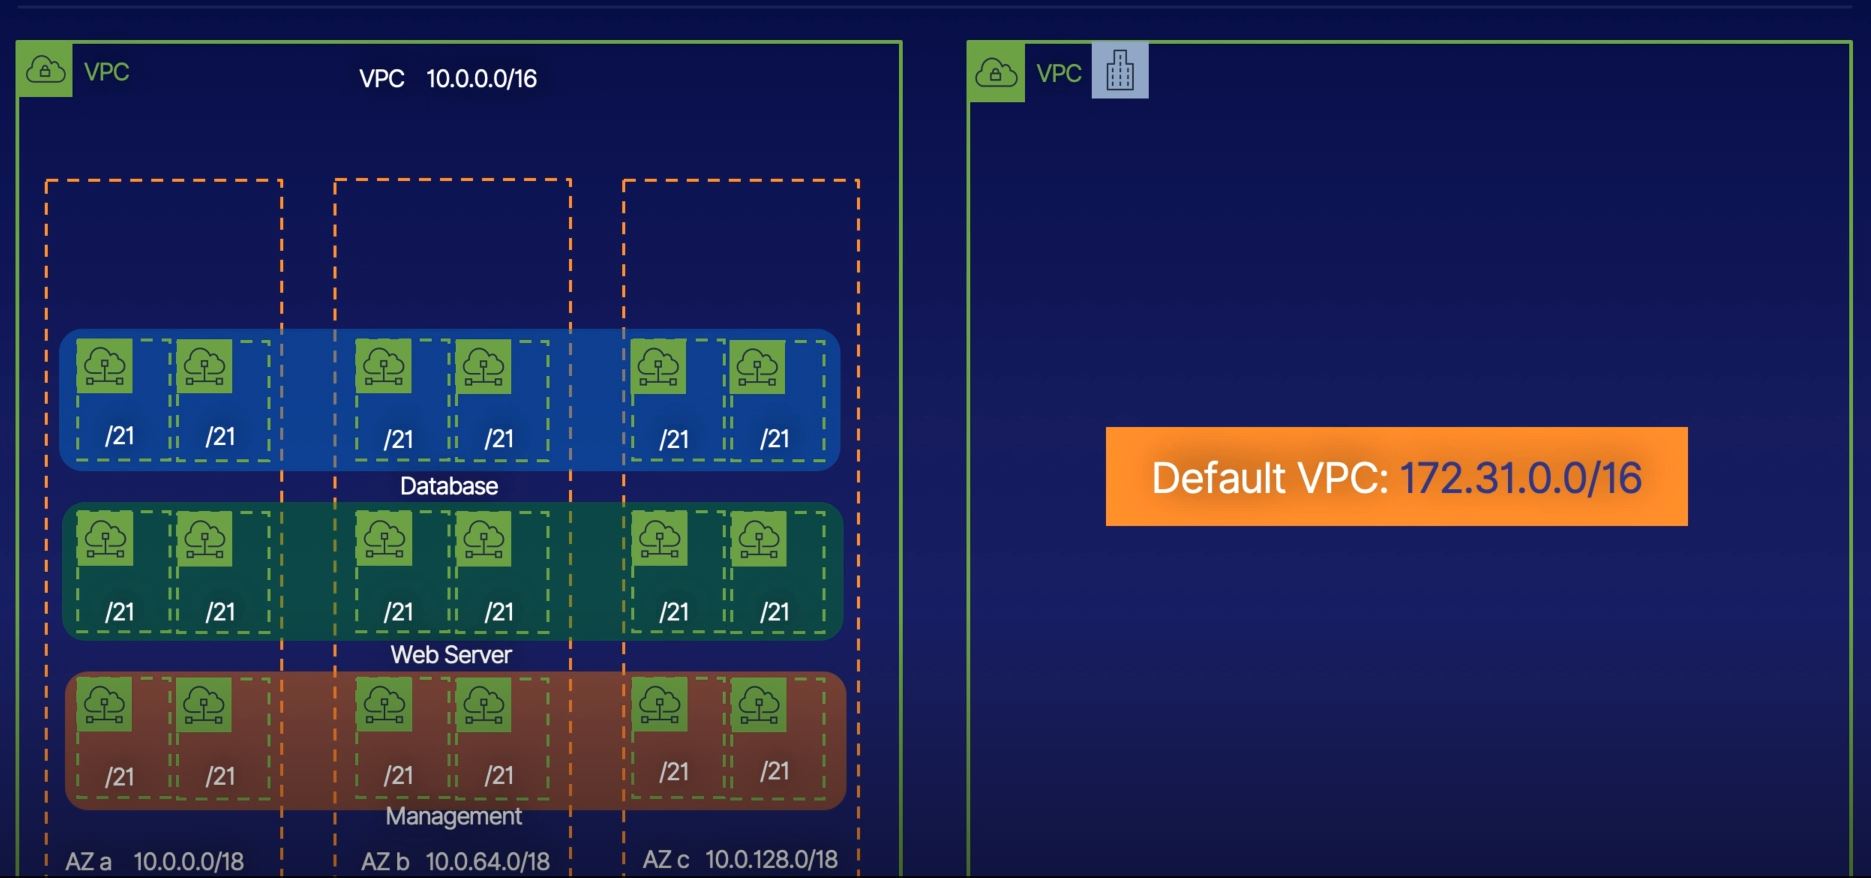 VPC
VPC 10.0.0.0/16
/21 /21 /21 /21 /21 /21
Database
/21 /21 /21 /21 /21 /21
Web Server
/21 /21 /21 /21 /21 /21
Management
AZ a 10.0.0.0/18
AZ b 10.0.64.0/18
AZ c 10.0.128.0/18
VPC
Default VPC: 172.31.0.0/16